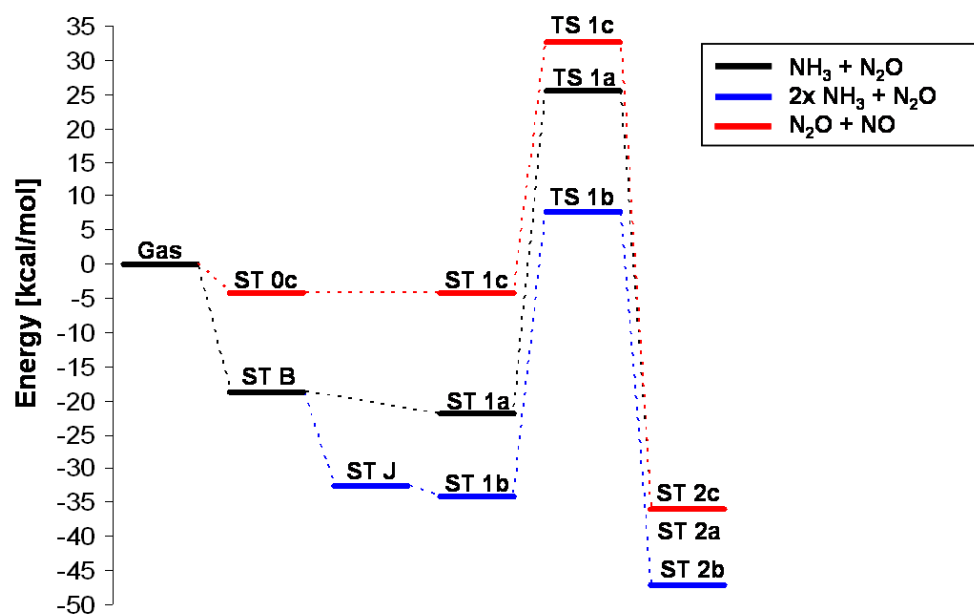 35
30
25
20
15
10
5
0
-5
-10
-15
-20
-25
-30
-35
-40
-45
-50
Energy [kcal/mol]
Gas
ST 0c
ST B
ST J
ST 1c
ST 1a
ST 1b
TS 1c
TS 1a
TS 1b
ST 2c
ST 2a
ST 2b
NH₃ + N₂O
2x NH₃ + N₂O
N₂O + NO